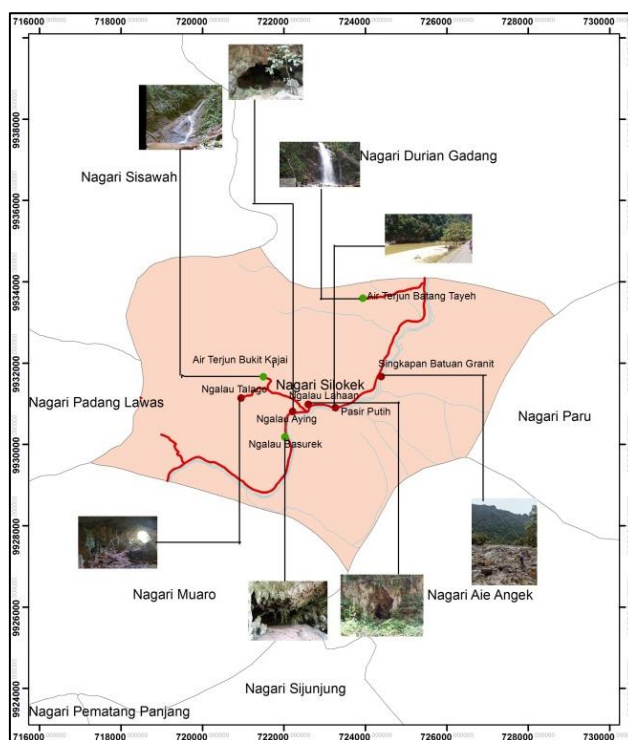 716000 718000 720000 722000 724000 726000 728000 730000
9938000
9936000
9934000
9932000
9930000
9928000
9926000
9924000
Nagari Durian Gadang
Nagari Sisawah
Air Terjun Batang Tayeh
Air Terjun Bukit Kajai
Singkapan Batuan Granit
Nagari Silokek
Ngalau Talago
Ngalau Lahaan
Nagari Padang Lawas
Ngalau Aying
Pasir Putih
Nagari Paru
Ngalau Basurek
Nagari Muaro
Nagari Aie Angek
Nagari Sijunjung
Nagari Pematang Panjang
716000 718000 720000 722000 724000 726000 728000 730000